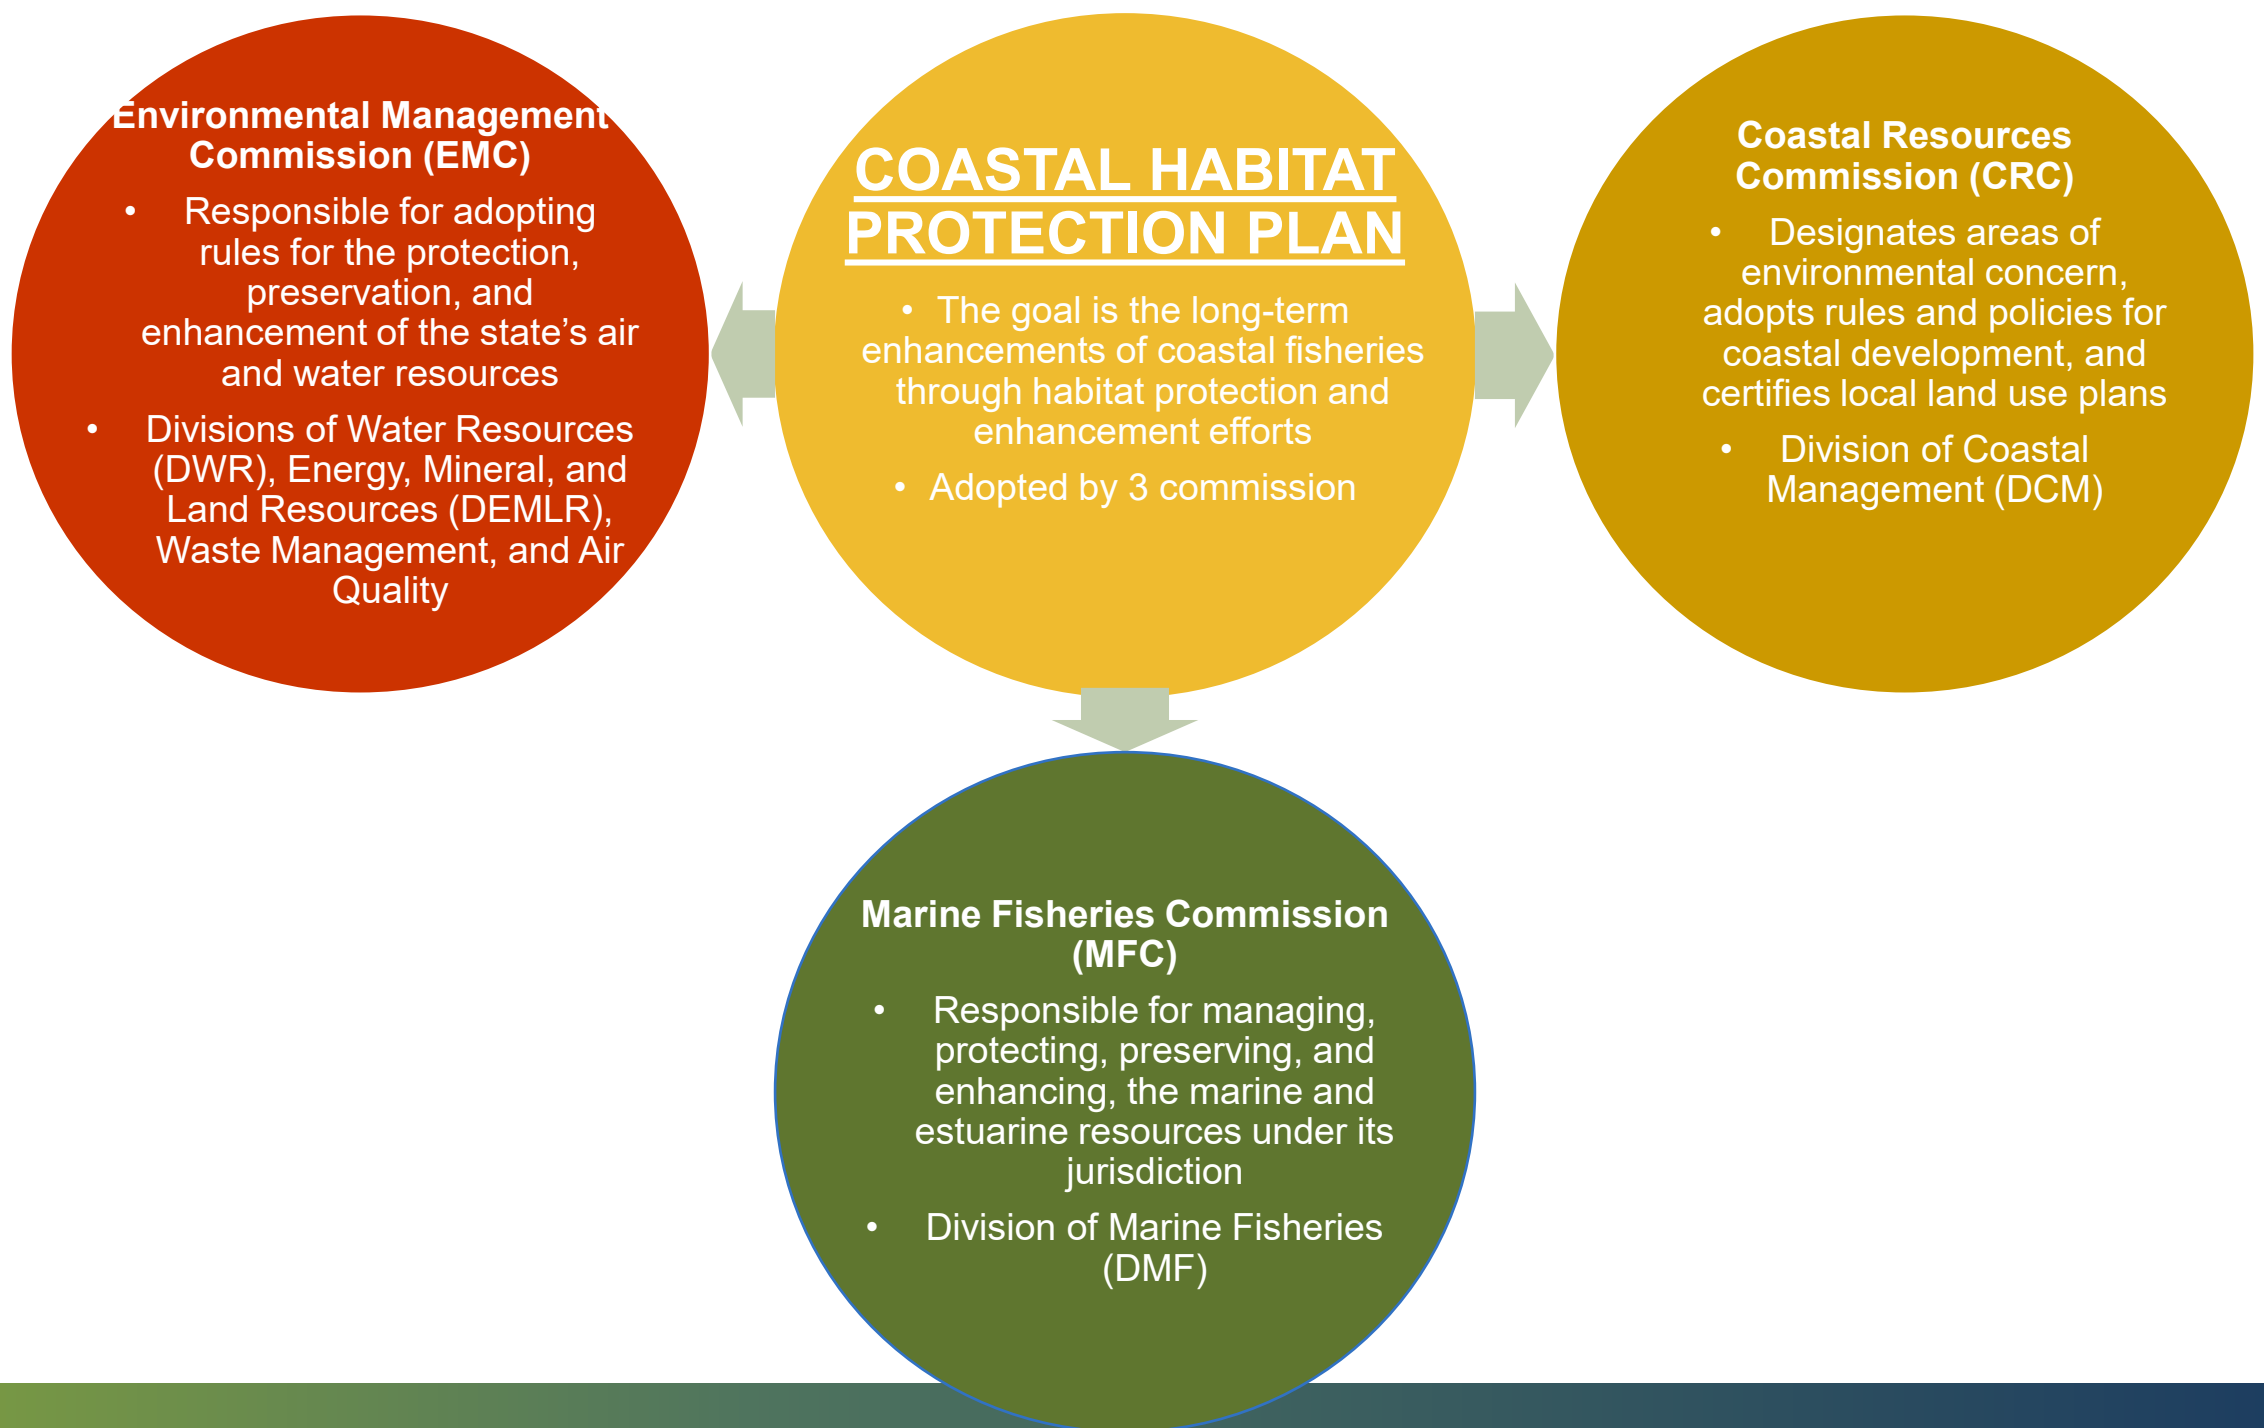 Environmental Management
Commission (EMC)
• Responsible for adopting
rules for the protection,
preservation, and
enhancement of the state’s air
and water resources
• Divisions of Water Resources
(DWR), Energy, Mineral, and
Land Resources (DEMLR),
Waste Management, and Air
Quality
COASTAL HABITAT
PROTECTION PLAN
• The goal is the long-term
enhancements of coastal fisheries
through habitat protection and
enhancement efforts
• Adopted by 3 commission
Coastal Resources
Commission (CRC)
• Designates areas of
environmental concern,
adopts rules and policies for
coastal development, and
certifies local land use plans
• Division of Coastal
Management (DCM)
Marine Fisheries Commission
(MFC)
• Responsible for managing,
protecting, preserving, and
enhancing, the marine and
estuarine resources under its
jurisdiction
• Division of Marine Fisheries
(DMF)